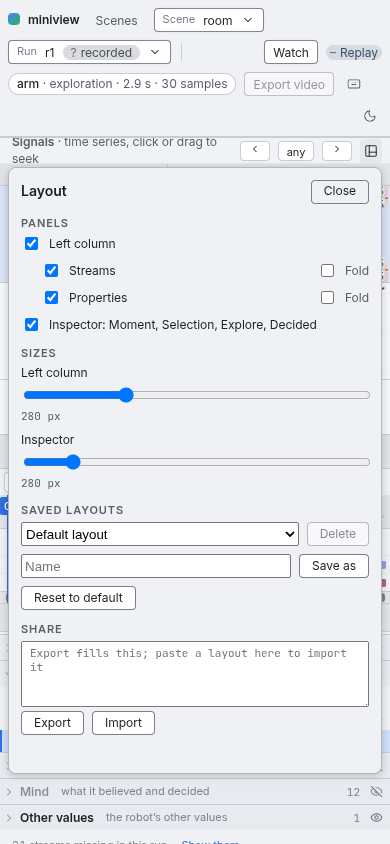 miniview Scenes Scene room
Run r1 ? recorded Watch – Replay
arm · exploration · 2.9 s · 30 samples Export video
Signals · time series, click or drag to seek any
Layout Close
PANELS
Left column
Streams Fold
Properties Fold
Inspector: Moment, Selection, Explore, Decided
SIZES
Left column
280 px
Inspector
280 px
SAVED LAYOUTS
Default layout Delete
Name Save as
Reset to default
SHARE
Export fills this; paste a layout here to import
it
Export Import
Mind what it believed and decided 12
Other values the robot's other values 1